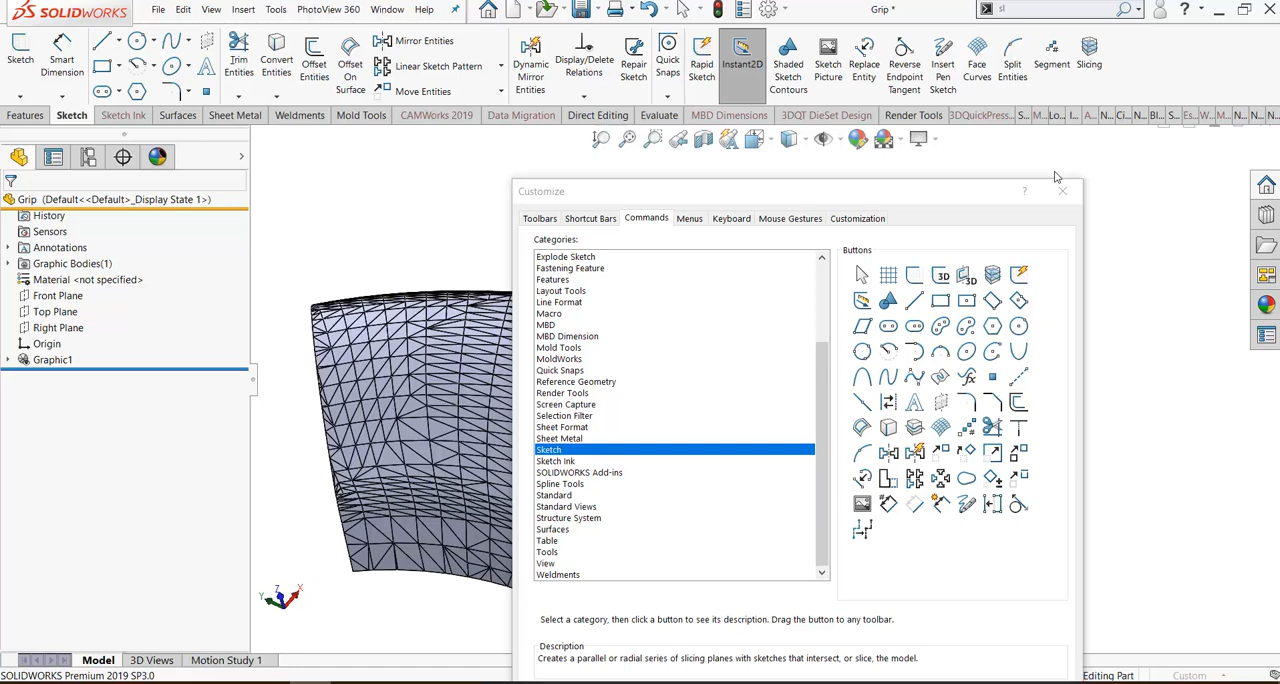 SOLIDWORKS
File Edit View Insert Tools PhotoView 360 Window Help
Grip *
sl
Sketch
Smart Dimension
Trim Entities
Convert Entities
Offset Entities
Offset On Surface
Mirror Entities
Linear Sketch Pattern
Move Entities
Dynamic Mirror Entities
Display/Delete Relations
Repair Sketch
Quick Snaps
Rapid Sketch
Instant2D
Shaded Sketch Contours
Sketch Picture
Replace Entity
Reverse Endpoint Tangent
Insert Pen Sketch
Face Curves
Split Entities
Segment
Slicing
Features Sketch Sketch Ink Surfaces Sheet Metal Weldments Mold Tools CAMWorks 2019 Data Migration Direct Editing Evaluate MBD Dimensions 3DQT DieSet Design Render Tools 3DQuickPress... S... M... Lo... I... A... N... Ci... N... Bl... S... Es... W... M... N... N... N...
Grip (Default<<Default>_Display State 1>)
History
Sensors
Annotations
Graphic Bodies(1)
Material <not specified>
Front Plane
Top Plane
Right Plane
Origin
Graphic1
Customize
Toolbars Shortcut Bars Commands Menus Keyboard Mouse Gestures Customization
Categories:
Explode Sketch
Fastening Feature
Features
Layout Tools
Line Format
Macro
MBD
MBD Dimension
Mold Tools
MoldWorks
Quick Snaps
Reference Geometry
Render Tools
Screen Capture
Selection Filter
Sheet Format
Sheet Metal
Sketch
Sketch Ink
SOLIDWORKS Add-ins
Spline Tools
Standard
Standard Views
Structure System
Surfaces
Table
Tools
View
Weldments
Buttons
3D
3D
Select a category, then click a button to see its description. Drag the button to any toolbar.
Description
Creates a parallel or radial series of slicing planes with sketches that intersect, or slice, the model.
Y Z X
Model 3D Views Motion Study 1
SOLIDWORKS Premium 2019 SP3.0
Editing Part
Custom